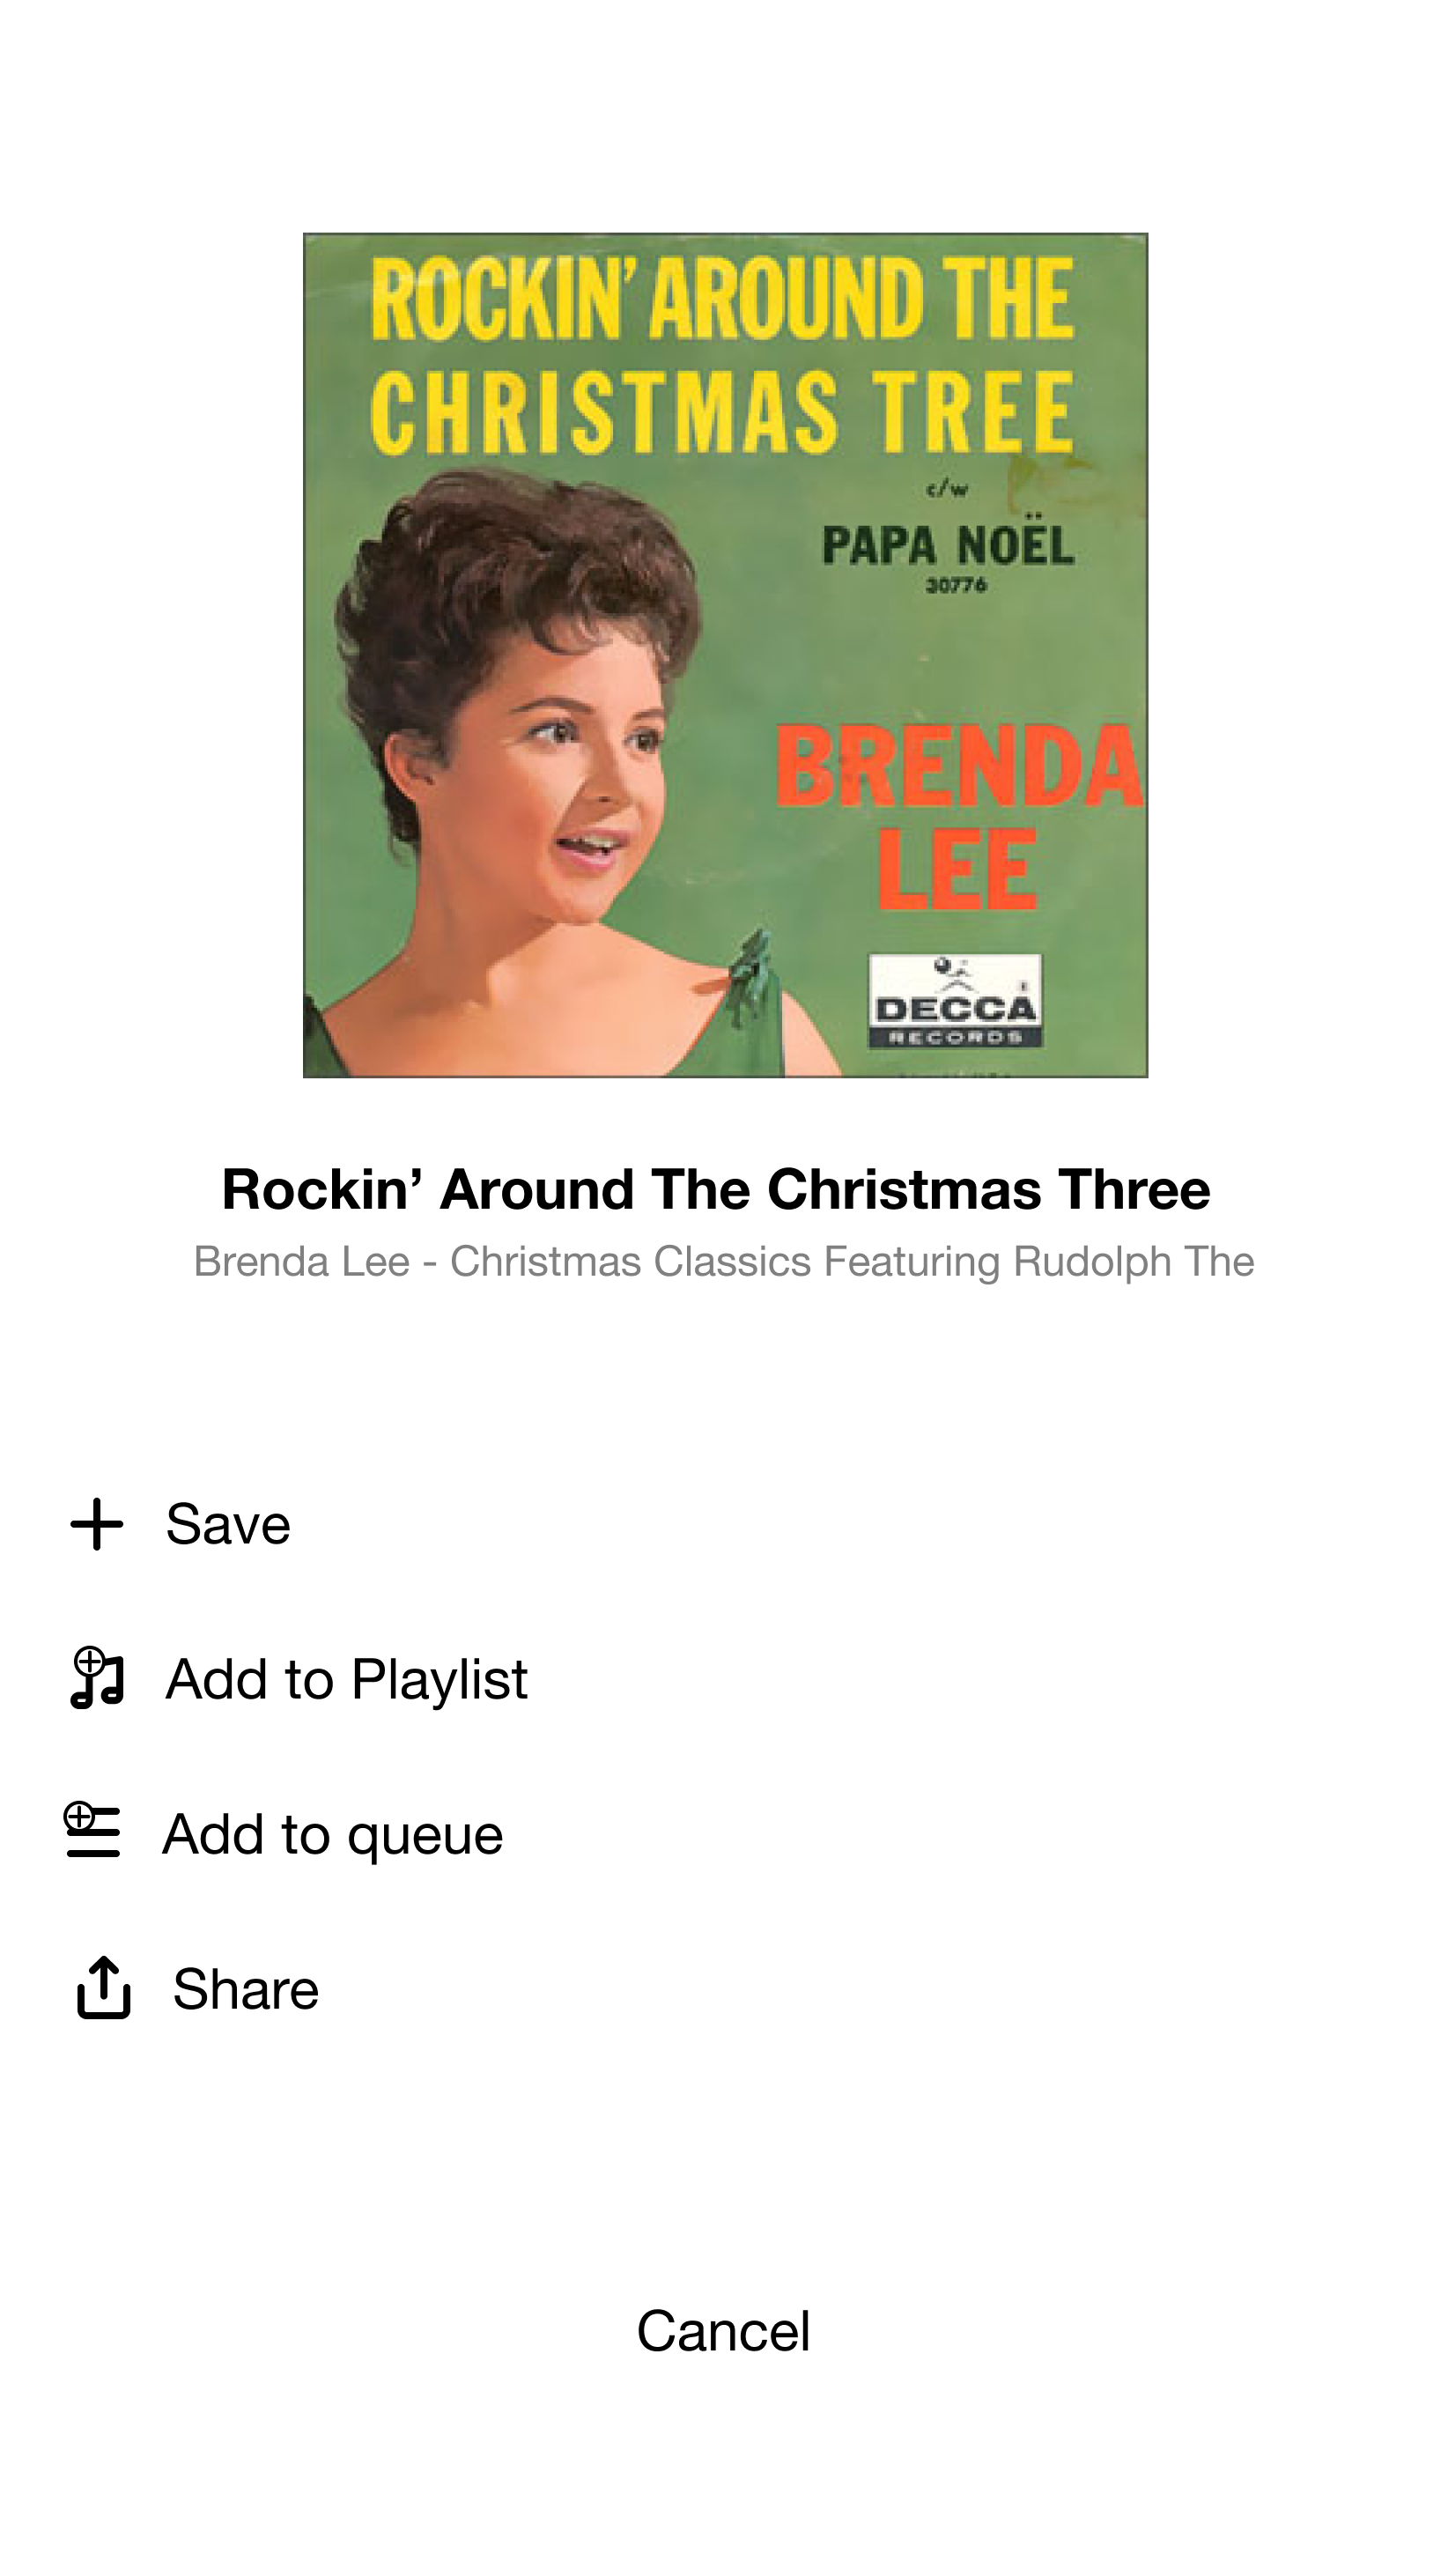 ROCKIN’ AROUND THE
CHRISTMAS TREE
c/w
PAPA NOËL
30776
BRENDA
LEE
DECCA
RECORDS
Rockin’ Around The Christmas Three
Brenda Lee - Christmas Classics Featuring Rudolph The
Save
Add to Playlist
Add to queue
Share
Cancel